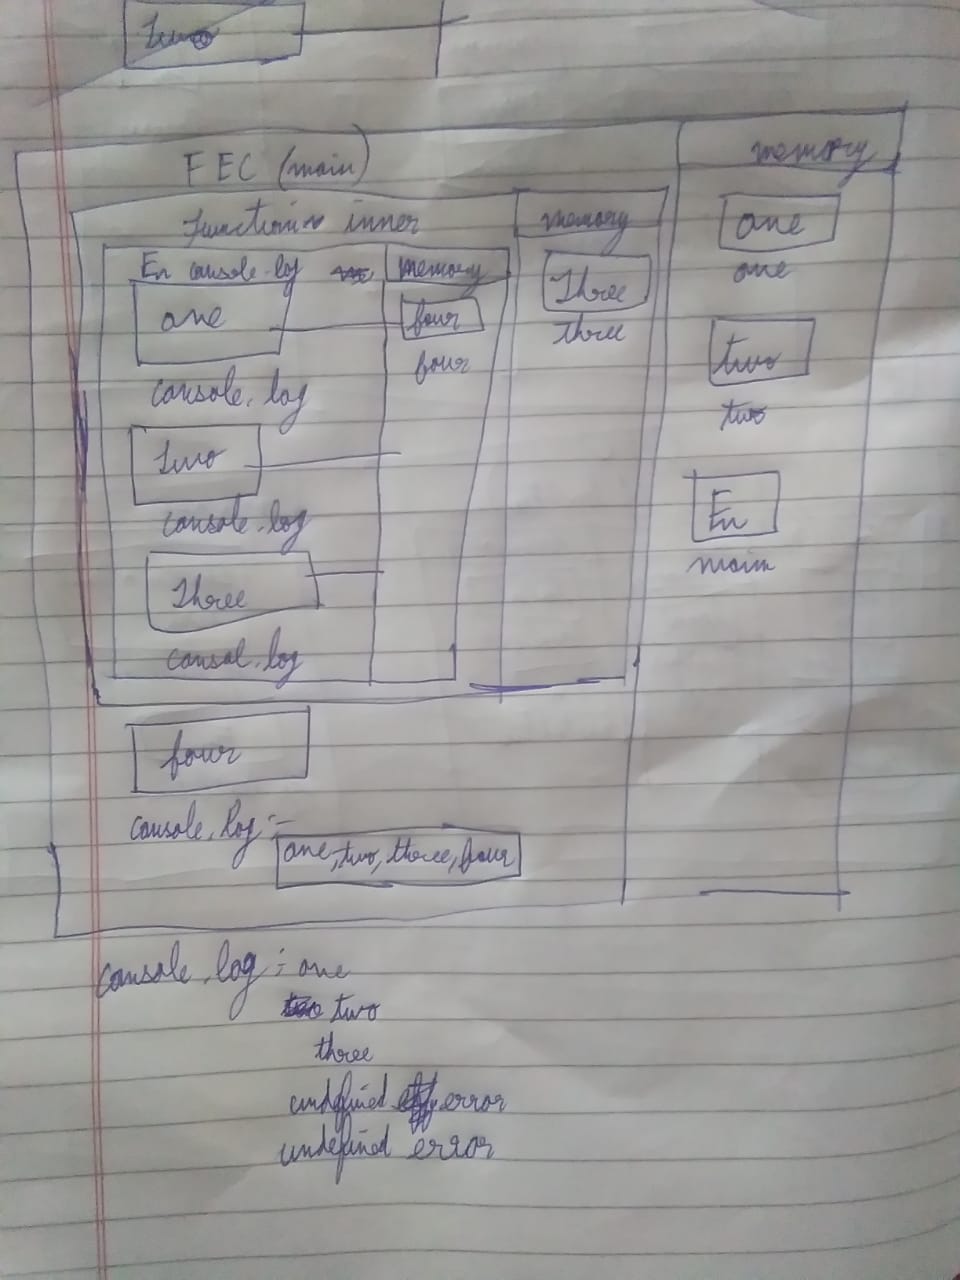 Two
FEC (main)
memory
Function inner
memory
one
one
En console.log
memory
Three
three
one
four
four
console.log
two
two
Two
console.log
En
main
Three
consol.log
four
console.log :-
one, two, three, four
console.log : one
two
three
undefined error
undefined error